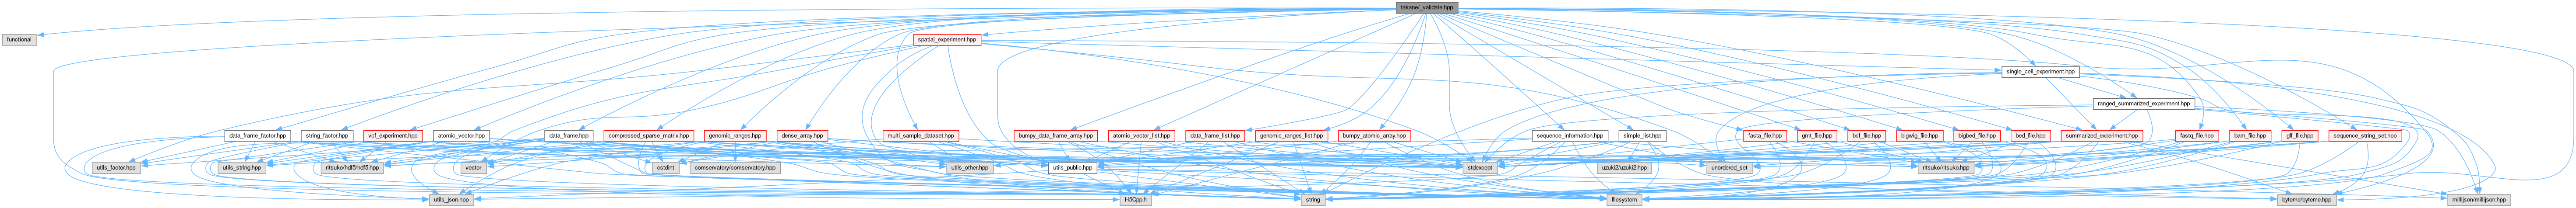 takane/_validate.hpp
functional
spatial_experiment.hpp
single_cell_experiment.hpp
ranged_summarized_experiment.hpp
data_frame_factor.hpp
string_factor.hpp
vcf_experiment.hpp
atomic_vector.hpp
data_frame.hpp
compressed_sparse_matrix.hpp
genomic_ranges.hpp
dense_array.hpp
multi_sample_dataset.hpp
bumpy_data_frame_array.hpp
atomic_vector_list.hpp
data_frame_list.hpp
genomic_ranges_list.hpp
bumpy_atomic_array.hpp
sequence_information.hpp
simple_list.hpp
fasta_file.hpp
gmt_file.hpp
bcf_file.hpp
bigwig_file.hpp
bigbed_file.hpp
bed_file.hpp
summarized_experiment.hpp
fastq_file.hpp
bam_file.hpp
gff_file.hpp
sequence_string_set.hpp
utils_factor.hpp
utils_string.hpp
ritsuko/hdf5/hdf5.hpp
vector
cstdint
comservatory/comservatory.hpp
utils_other.hpp
utils_public.hpp
stdexcept
uzuki2/uzuki2.hpp
unordered_set
ritsuko/ritsuko.hpp
utils_json.hpp
H5Cpp.h
string
filesystem
byteme/byteme.hpp
millijson/millijson.hpp